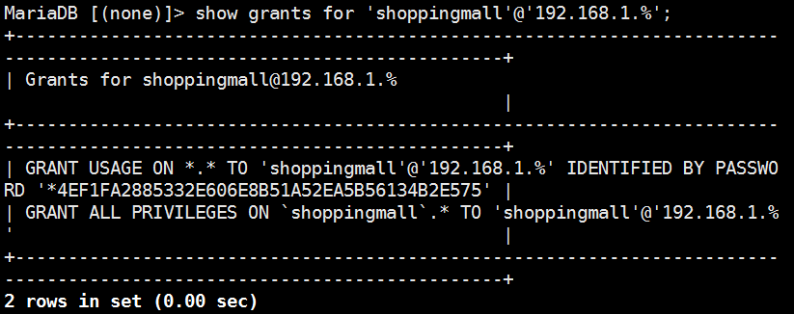 MariaDB [(none)]> show grants for 'shoppingmall'@'192.168.1.%';
+-------------------------------------------------------------------------
-----------------------------------------------+
| Grants for shoppingmall@192.168.1.%
                                               |
+-------------------------------------------------------------------------
-----------------------------------------------+
| GRANT USAGE ON *.* TO 'shoppingmall'@'192.168.1.%' IDENTIFIED BY PASSWO
RD '*4EF1FA2885332E606E8B51A52EA5B56134B2E575' |
| GRANT ALL PRIVILEGES ON `shoppingmall`.* TO 'shoppingmall'@'192.168.1.%
'                                              |
+-------------------------------------------------------------------------
-----------------------------------------------+
2 rows in set (0.00 sec)